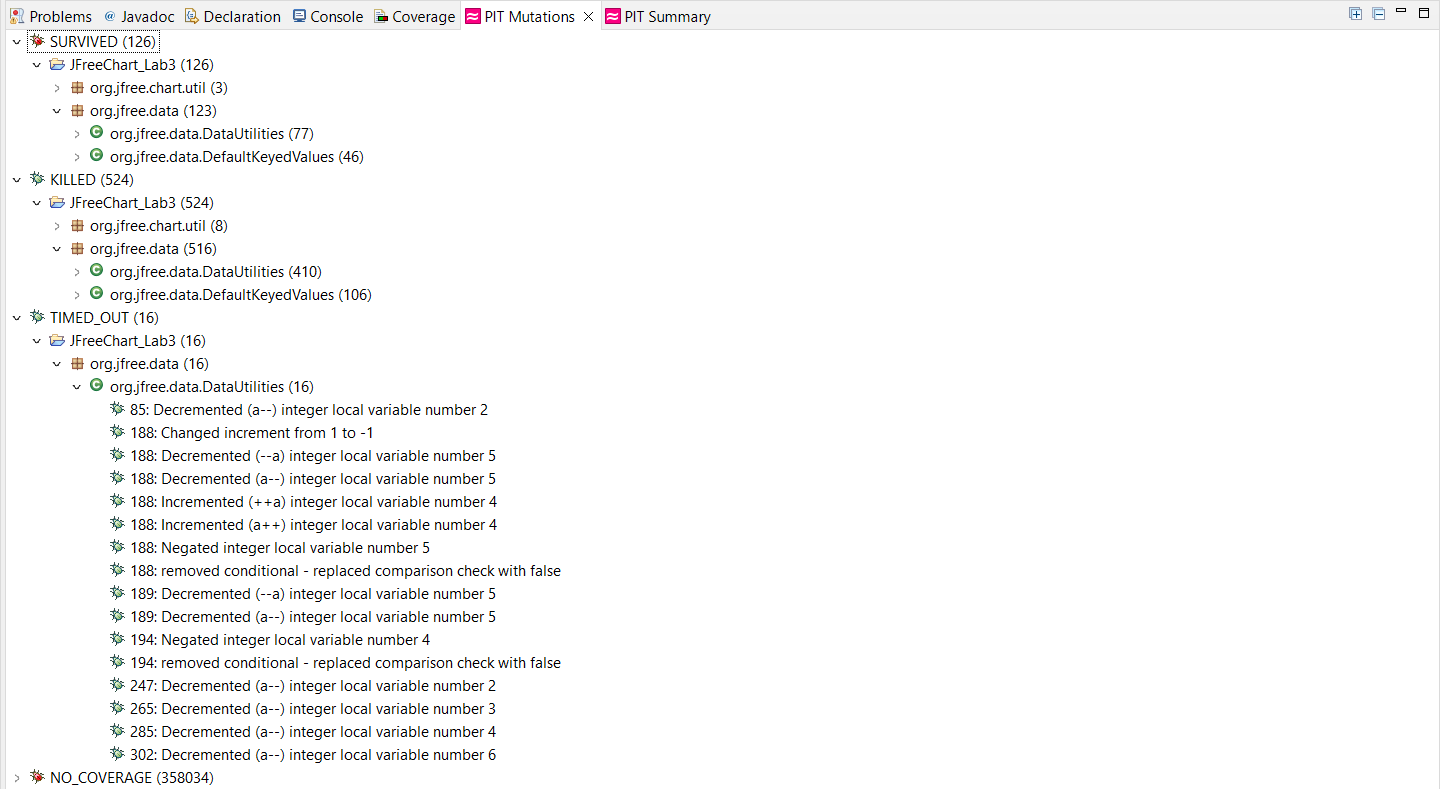 Problems @ Javadoc Declaration Console Coverage PIT Mutations PIT Summary
SURVIVED (126)
JFreeChart_Lab3 (126)
org.jfree.chart.util (3)
org.jfree.data (123)
org.jfree.data.DataUtilities (77)
org.jfree.data.DefaultKeyedValues (46)
KILLED (524)
JFreeChart_Lab3 (524)
org.jfree.chart.util (8)
org.jfree.data (516)
org.jfree.data.DataUtilities (410)
org.jfree.data.DefaultKeyedValues (106)
TIMED_OUT (16)
JFreeChart_Lab3 (16)
org.jfree.data (16)
org.jfree.data.DataUtilities (16)
85: Decremented (a--) integer local variable number 2
188: Changed increment from 1 to -1
188: Decremented (--a) integer local variable number 5
188: Decremented (a--) integer local variable number 5
188: Incremented (++a) integer local variable number 4
188: Incremented (a++) integer local variable number 4
188: Negated integer local variable number 5
188: removed conditional - replaced comparison check with false
189: Decremented (--a) integer local variable number 5
189: Decremented (a--) integer local variable number 5
194: Negated integer local variable number 4
194: removed conditional - replaced comparison check with false
247: Decremented (a--) integer local variable number 2
265: Decremented (a--) integer local variable number 3
285: Decremented (a--) integer local variable number 4
302: Decremented (a--) integer local variable number 6
NO_COVERAGE (358034)